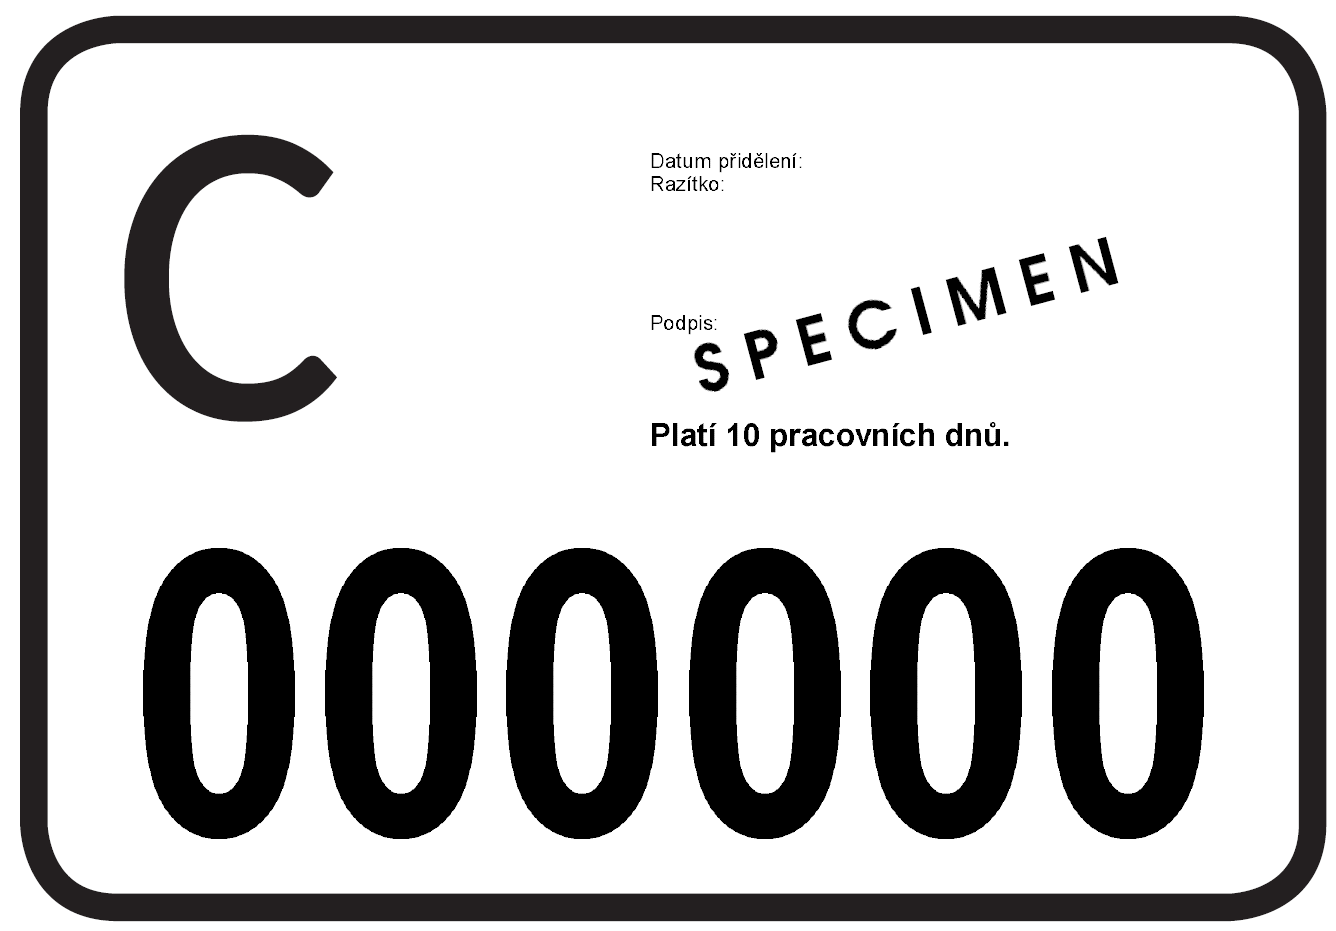 C
Datum přidělení:
Razítko:
Podpis:
SPECIMEN
Platí 10 pracovních dnů.
000000